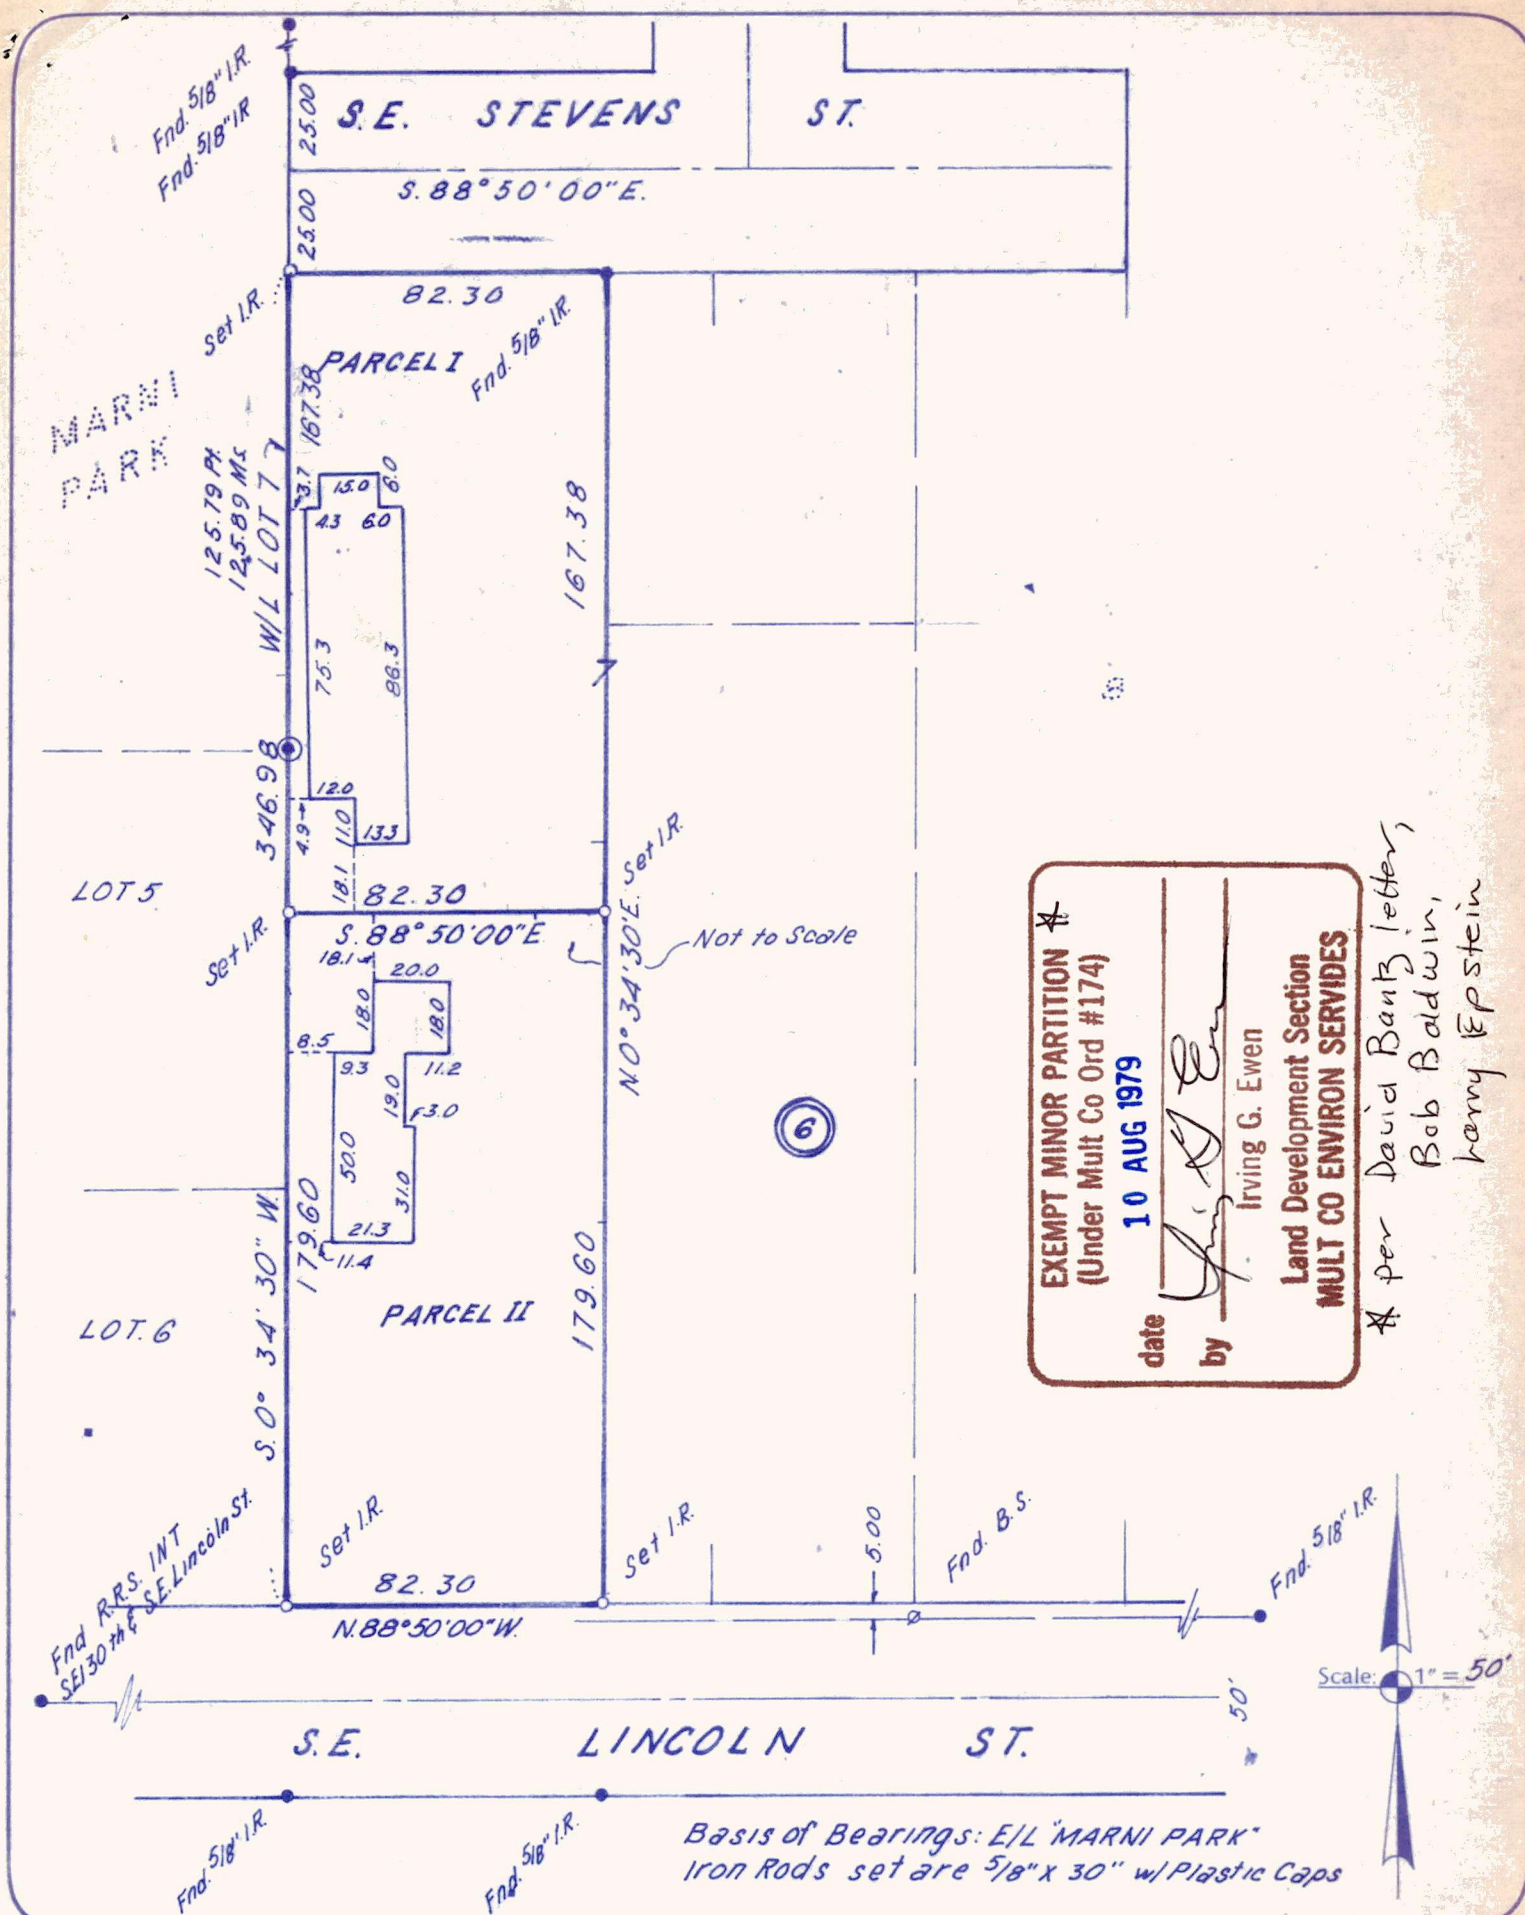 Fnd. 5/8" I.R.
Fnd. 5/8" IR
25.00
S.E. STEVENS ST.
S. 88° 50' 00" E.
25.00
82.30
Set I.R.
Fnd. 5/8" I.R.
PARCEL I
167.38
MARNI
PARK
125.79 Pl.
125.89 Ms
W/L LOT 7
3.7
15.0
6.0
4.3
6.0
167.38
75.3
86.3
7
346.98
12.0
4.9
11.0
13.3
18.1
LOT 5
82.30
Set I.R.
Set I.R.
S. 88° 50' 00" E.
Not to Scale
N.0° 34' 30" E.
18.1
20.0
18.0
18.0
8.5
9.3
11.2
19.0
3.0
50.0
31.0
21.3
11.4
6
S. 0° 34' 30" W.
179.60
179.60
PARCEL II
LOT. 6
EXEMPT MINOR PARTITION *
(Under Mult Co Ord #174)
10 AUG 1979
date
by
Irving G. Ewen
Land Development Section
MULT CO ENVIRON SERVIDES
* per David Bantz letter,
Bob Baldwin,
Larry Epstein
Set I.R.
Set I.R.
5.00
Fnd. B.S.
Fnd. 5/8" I.R.
Fnd R.R.S. INT
S.E.130th & S.E. Lincoln St.
82.30
N. 88° 50' 00" W.
Scale: 1" = 50'
50'
S.E. LINCOLN ST.
Fnd. 5/8" I.R.
Fnd. 5/8" I.R.
Basis of Bearings: E/L "MARNI PARK"
Iron Rods set are 5/8" x 30" w/Plastic Caps